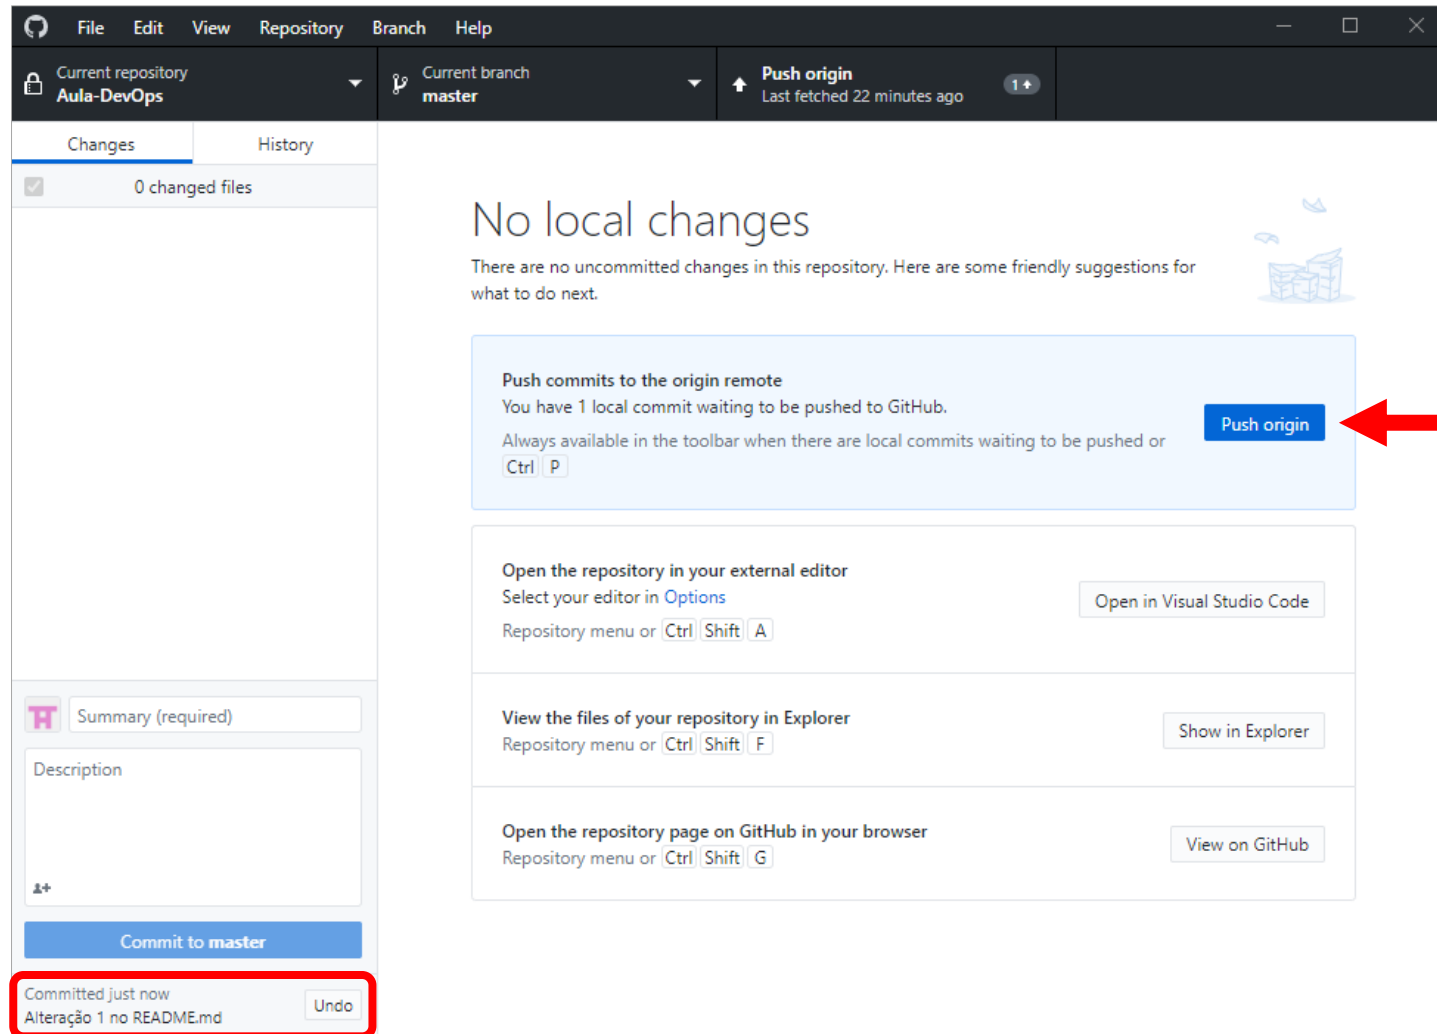 File Edit View Repository Branch Help
Current repository
Aula-DevOps
Current branch
master
Push origin
Last fetched 22 minutes ago
1
Changes
History
0 changed files
No local changes
There are no uncommitted changes in this repository. Here are some friendly suggestions for
what to do next.
Push commits to the origin remote
You have 1 local commit waiting to be pushed to GitHub.
Always available in the toolbar when there are local commits waiting to be pushed or
Ctrl P
Push origin
Open the repository in your external editor
Select your editor in Options
Repository menu or Ctrl Shift A
Open in Visual Studio Code
View the files of your repository in Explorer
Repository menu or Ctrl Shift F
Show in Explorer
Open the repository page on GitHub in your browser
Repository menu or Ctrl Shift G
View on GitHub
Summary (required)
Description
Commit to master
Committed just now
Alteração 1 no README.md
Undo